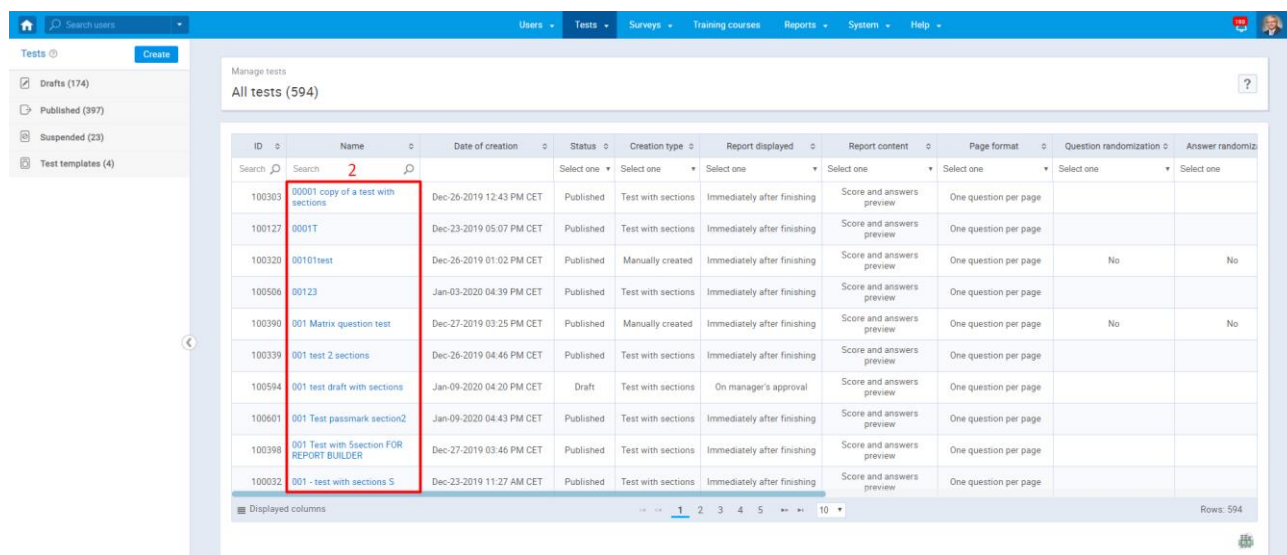 Search users Users Tests Surveys Training courses Reports System Help 188
Tests Create
Drafts (174)
Published (397)
Suspended (23)
Test templates (4)
Manage tests
All tests (594)
?
ID Name Date of creation Status Creation type Report displayed Report content Page format Question randomization Answer randomiza
Search Search 2 Select one Select one Select one Select one Select one Select one Select one
100303 00001 copy of a test with sections Dec-26-2019 12:43 PM CET Published Test with sections Immediately after finishing Score and answers preview One question per page
100127 0001T Dec-23-2019 05:07 PM CET Published Test with sections Immediately after finishing Score and answers preview One question per page
100320 00101test Dec-26-2019 01:02 PM CET Published Manually created Immediately after finishing Score and answers preview One question per page No No
100506 00123 Jan-03-2020 04:39 PM CET Published Test with sections Immediately after finishing Score and answers preview One question per page
100390 001 Matrix question test Dec-27-2019 03:25 PM CET Published Manually created Immediately after finishing Score and answers preview One question per page No No
100339 001 test 2 sections Dec-26-2019 04:46 PM CET Published Test with sections Immediately after finishing Score and answers preview One question per page
100594 001 test draft with sections Jan-09-2020 04:20 PM CET Draft Test with sections On manager's approval Score and answers preview One question per page
100601 001 Test passmark section2 Jan-09-2020 04:43 PM CET Published Test with sections Immediately after finishing Score and answers preview One question per page
100398 001 Test with 5section FOR REPORT BUILDER Dec-27-2019 03:46 PM CET Published Test with sections Immediately after finishing Score and answers preview One question per page
100032 001 - test with sections S Dec-23-2019 11:27 AM CET Published Test with sections Immediately after finishing Score and answers preview One question per page
Displayed columns 1 2 3 4 5 10 Rows: 594